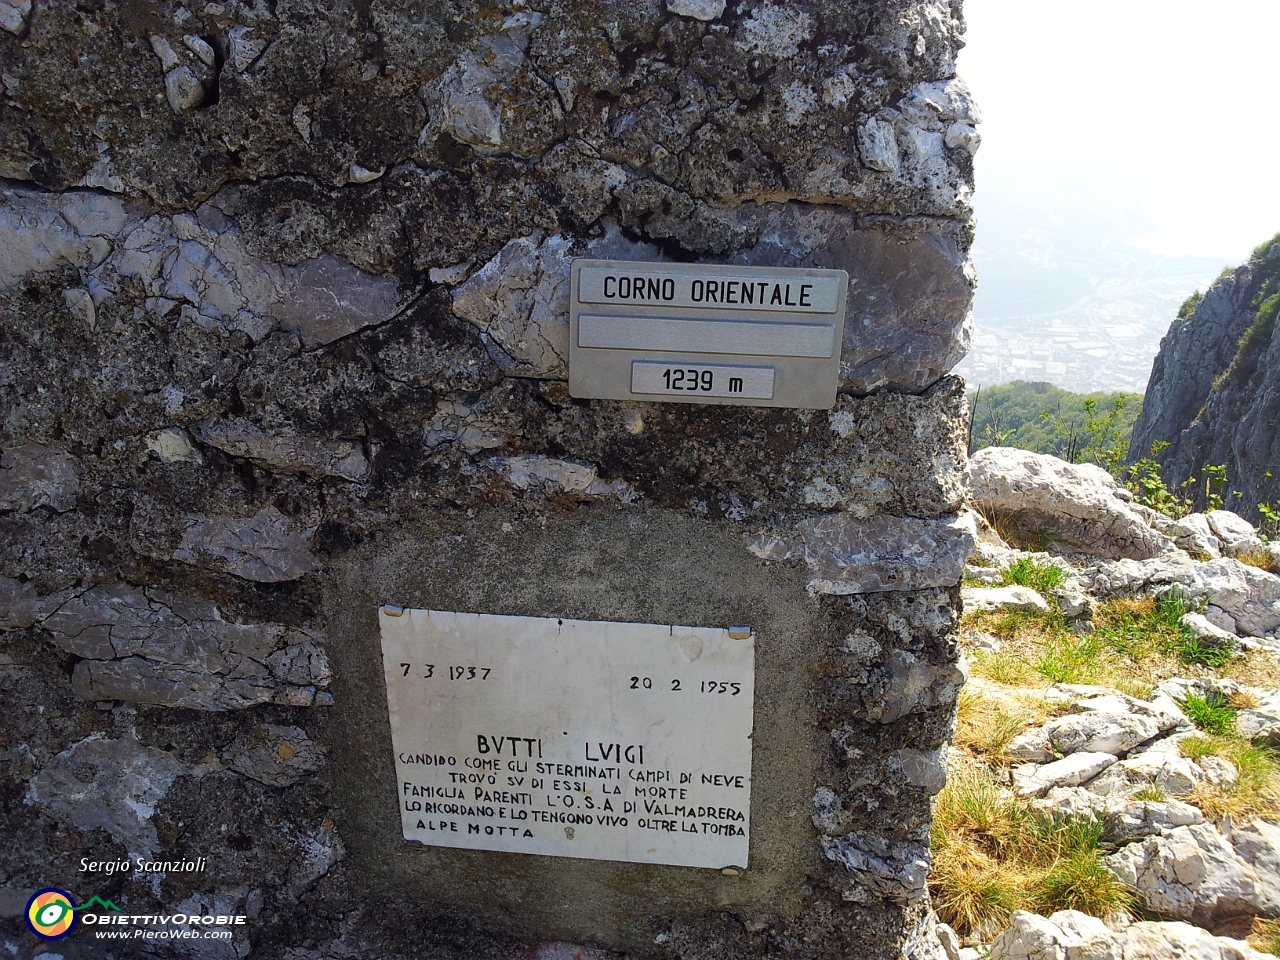 CORNO ORIENTALE
1239 m
7 3 1937
20 2 1955
BVTTI LVIGI
CANDIDO COME GLI STERMINATI CAMPI DI NEVE
TROVO' SV DI ESSI LA MORTE
FAMIGLIA PARENTI L'O.S.A DI VALMADRERA
LO RICORDANO E LO TENGONO VIVO OLTRE LA TOMBA
ALPE MOTTA
Sergio Scanzioli
OBIETTIVOROBIE
www.PieroWeb.com